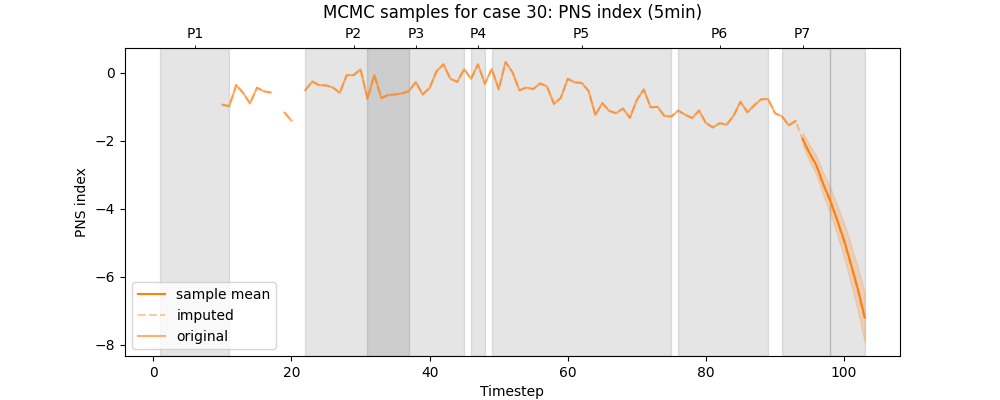 MCMC samples for case 30: PNS index (5min)
P1 P2 P3 P4 P5 P6 P7
0
−2
−4
−6
−8
PNS index
sample mean
imputed
original
0 20 40 60 80 100
Timestep